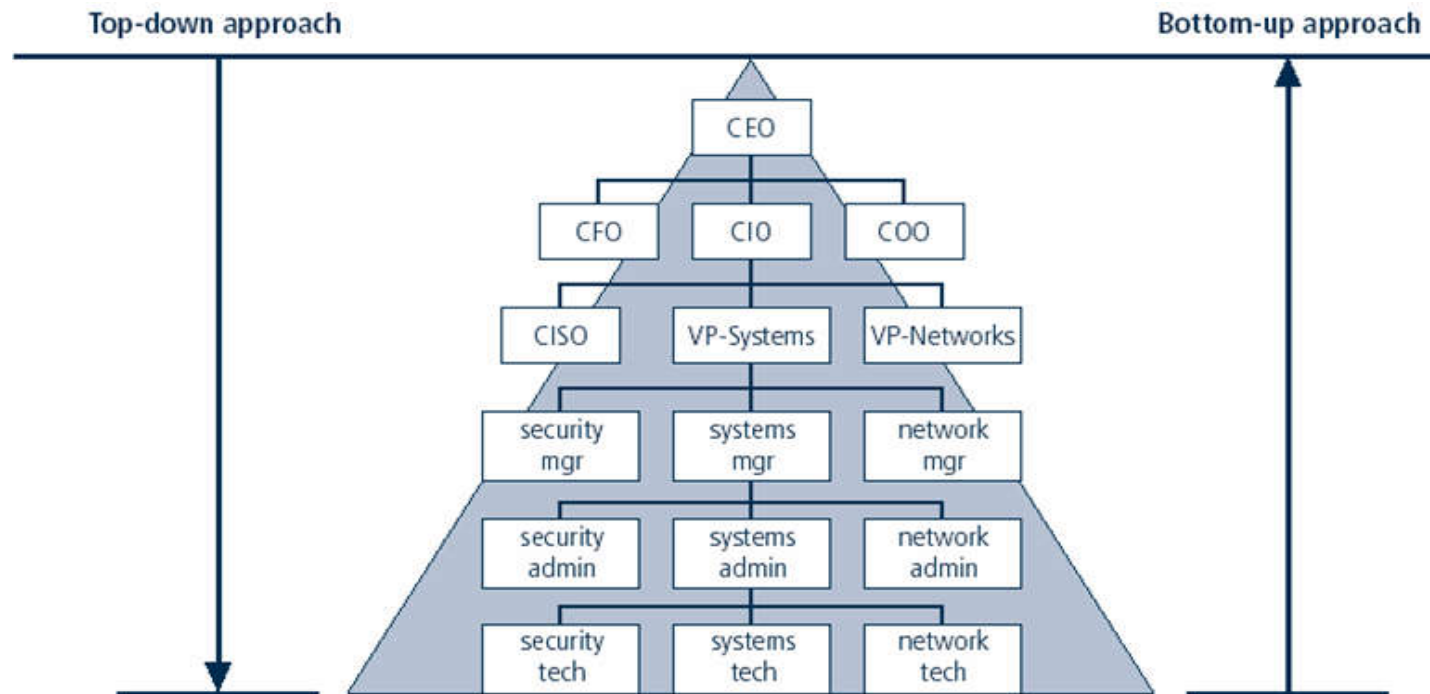 Top-down approach
Bottom-up approach
CEO
CFO
CIO
COO
CISO
VP-Systems
VP-Networks
security
mgr
systems
mgr
network
mgr
security
admin
systems
admin
network
admin
security
tech
systems
tech
network
tech